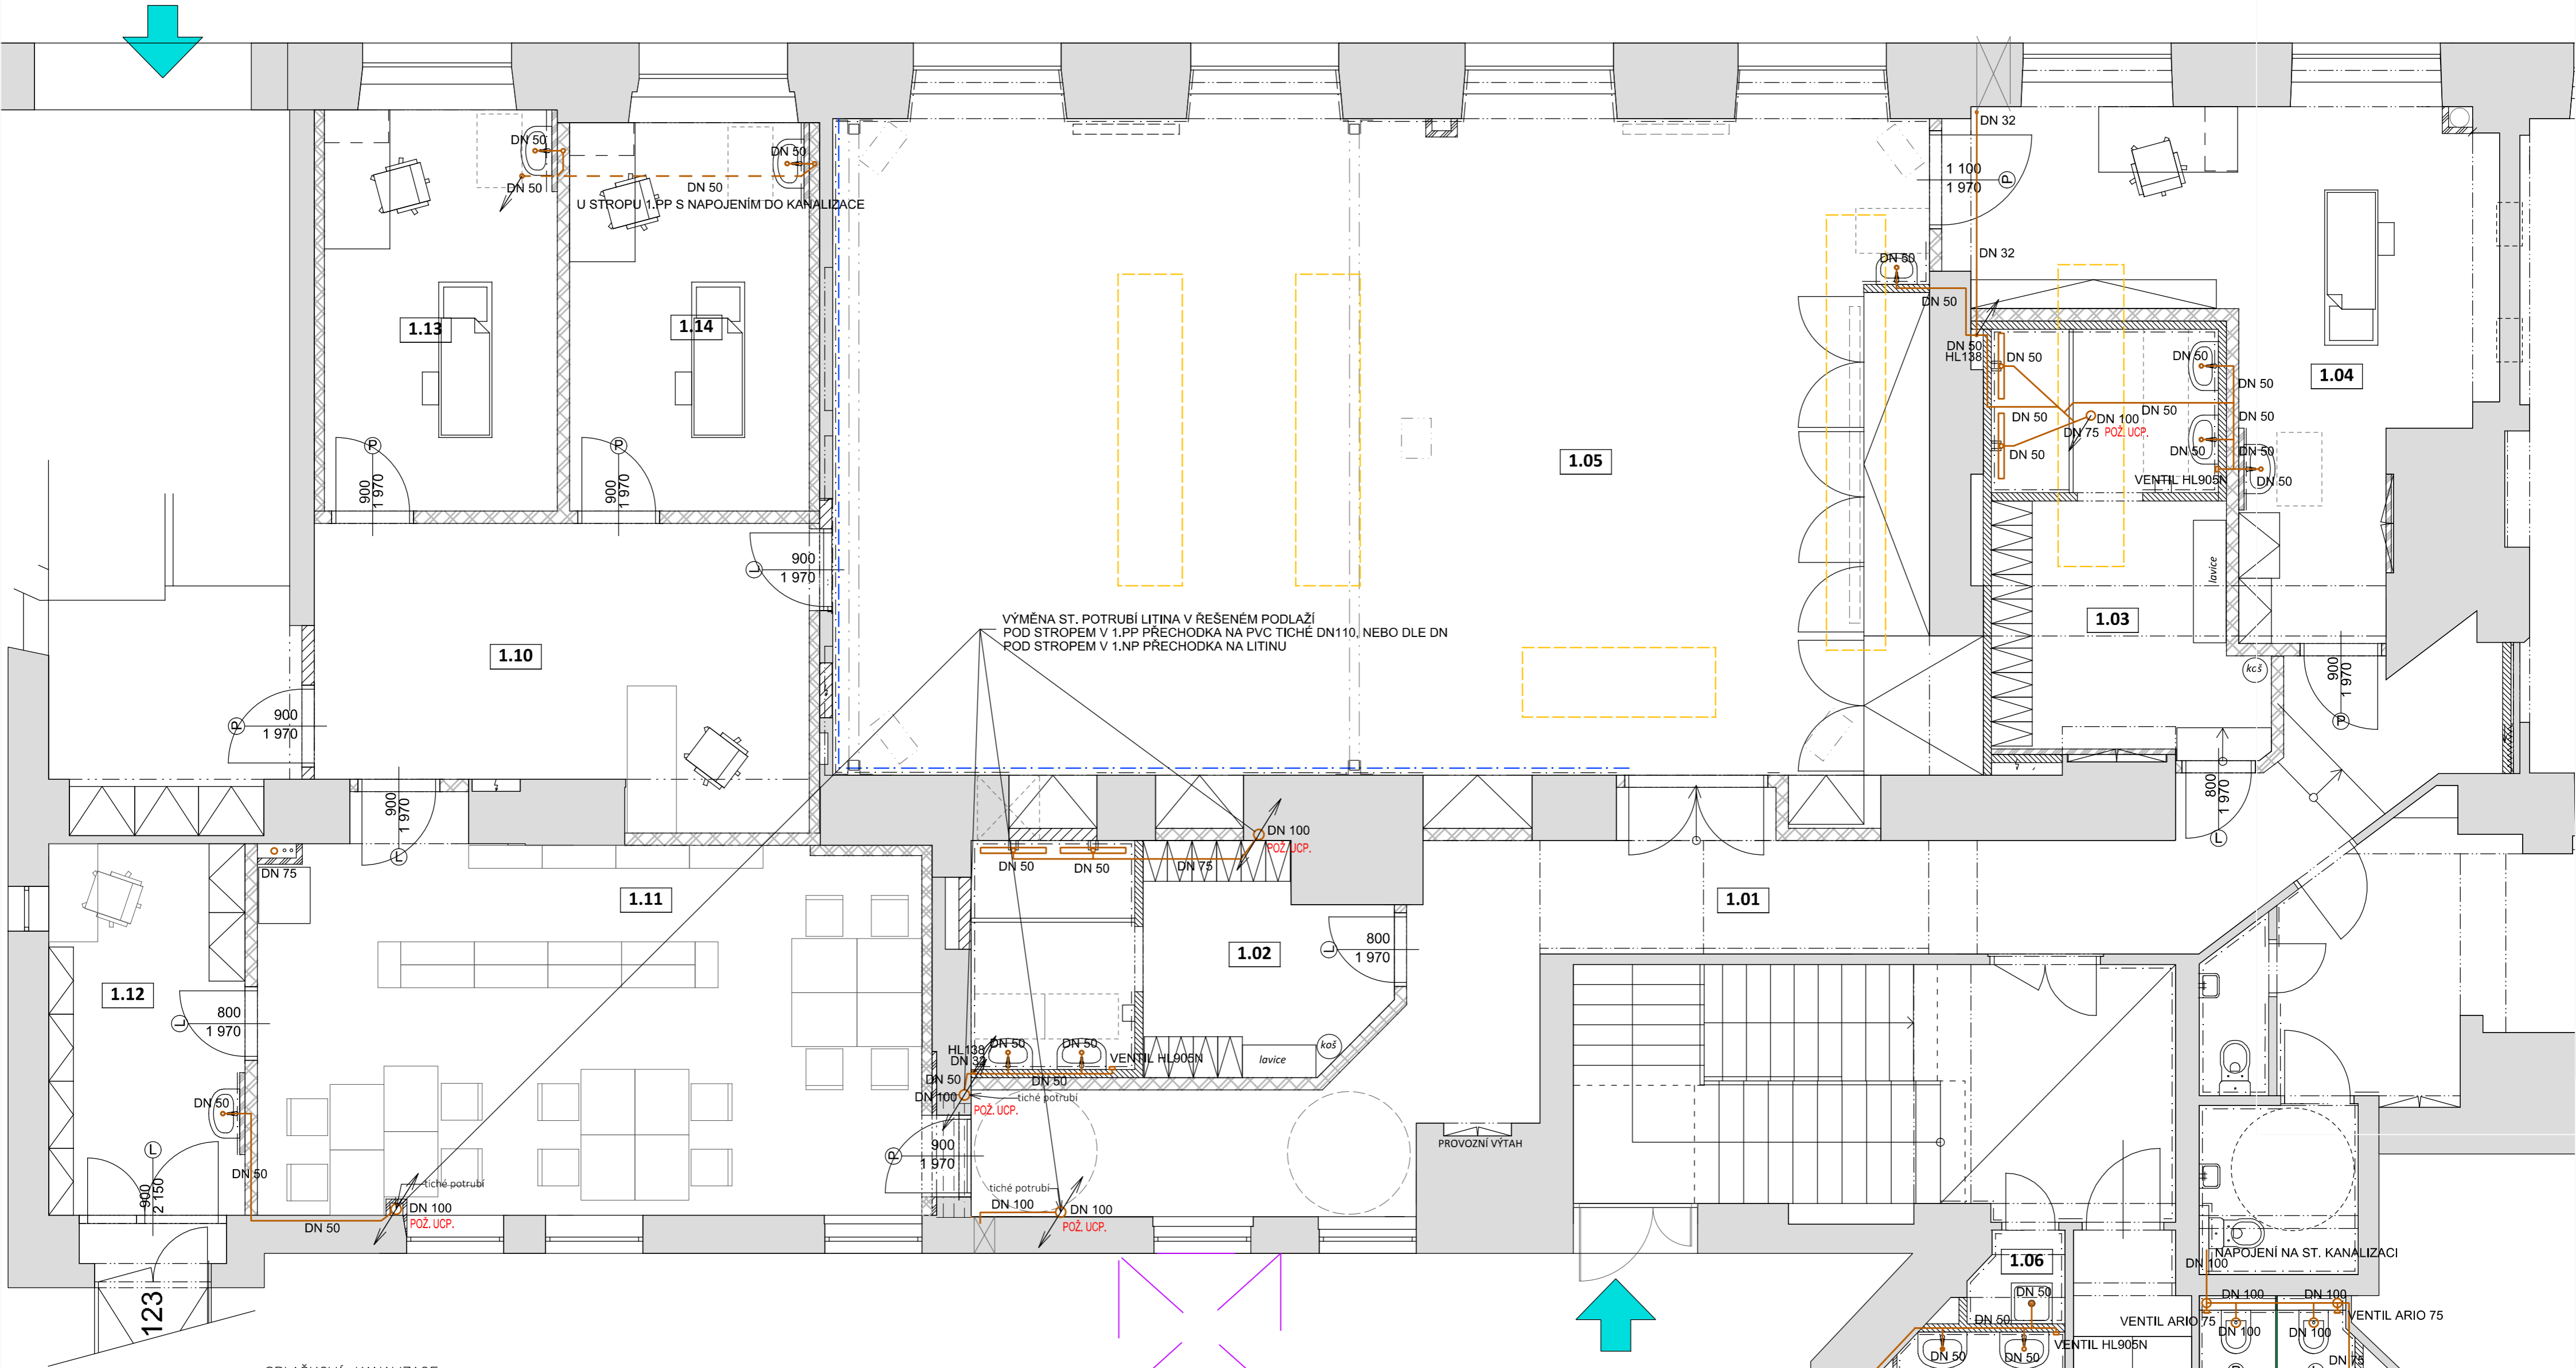 DN 50
DN 50
DN 50
DN 50
U STROPU 1.PP S NAPOJENÍM DO KANALIZACE
1.13
1.14
P
900
1 970
P
900
1 970
L
900
1 970
1.10
P
900
1 970
L
900
1 970
DN 32
1 100
1 970
P
DN 32
DN 50
DN 50
DN 50
HL138
DN 50
DN 50
DN 50
1.04
1.05
DN 50
DN 100
DN 50
DN 50
DN 75
POŽ. UCP.
DN 50
DN 50
DN 50
VENTIL HL905N
DN 50
lavice
1.03
koš
900
1 970
P
800
1 970
L
VÝMĚNA ST. POTRUBÍ LITINA V ŘEŠENÉM PODLAŽÍ
POD STROPEM V 1.PP PŘECHODKA NA PVC TICHÉ DN110, NEBO DLE DN
POD STROPEM V 1.NP PŘECHODKA NA LITINU
DN 100
POŽ. UCP.
DN 50
DN 50
DN 75
DN 75
1.11
1.01
1.02
L
800
1 970
1.12
L
800
1 970
HL138
DN 32
DN 50
DN 50
VENTIL HL905N
DN 50
DN 50
lavice
koš
DN 100
tiché potrubí
POŽ. UCP.
DN 50
DN 50
L
900
2 150
P
900
1 970
PROVOZNÍ VÝTAH
tiché potrubí
DN 100
POŽ. UCP.
DN 50
tiché potrubí
DN 100
DN 100
POŽ. UCP.
123
1.06
NAPOJENÍ NA ST. KANALIZACI
DN 100
DN 50
DN 50
DN 100
DN 100
VENTIL ARIO 75
VENTIL ARIO 75
DN 100
DN 100
VENTIL HL905N
DN 50
DN 50
DN 75